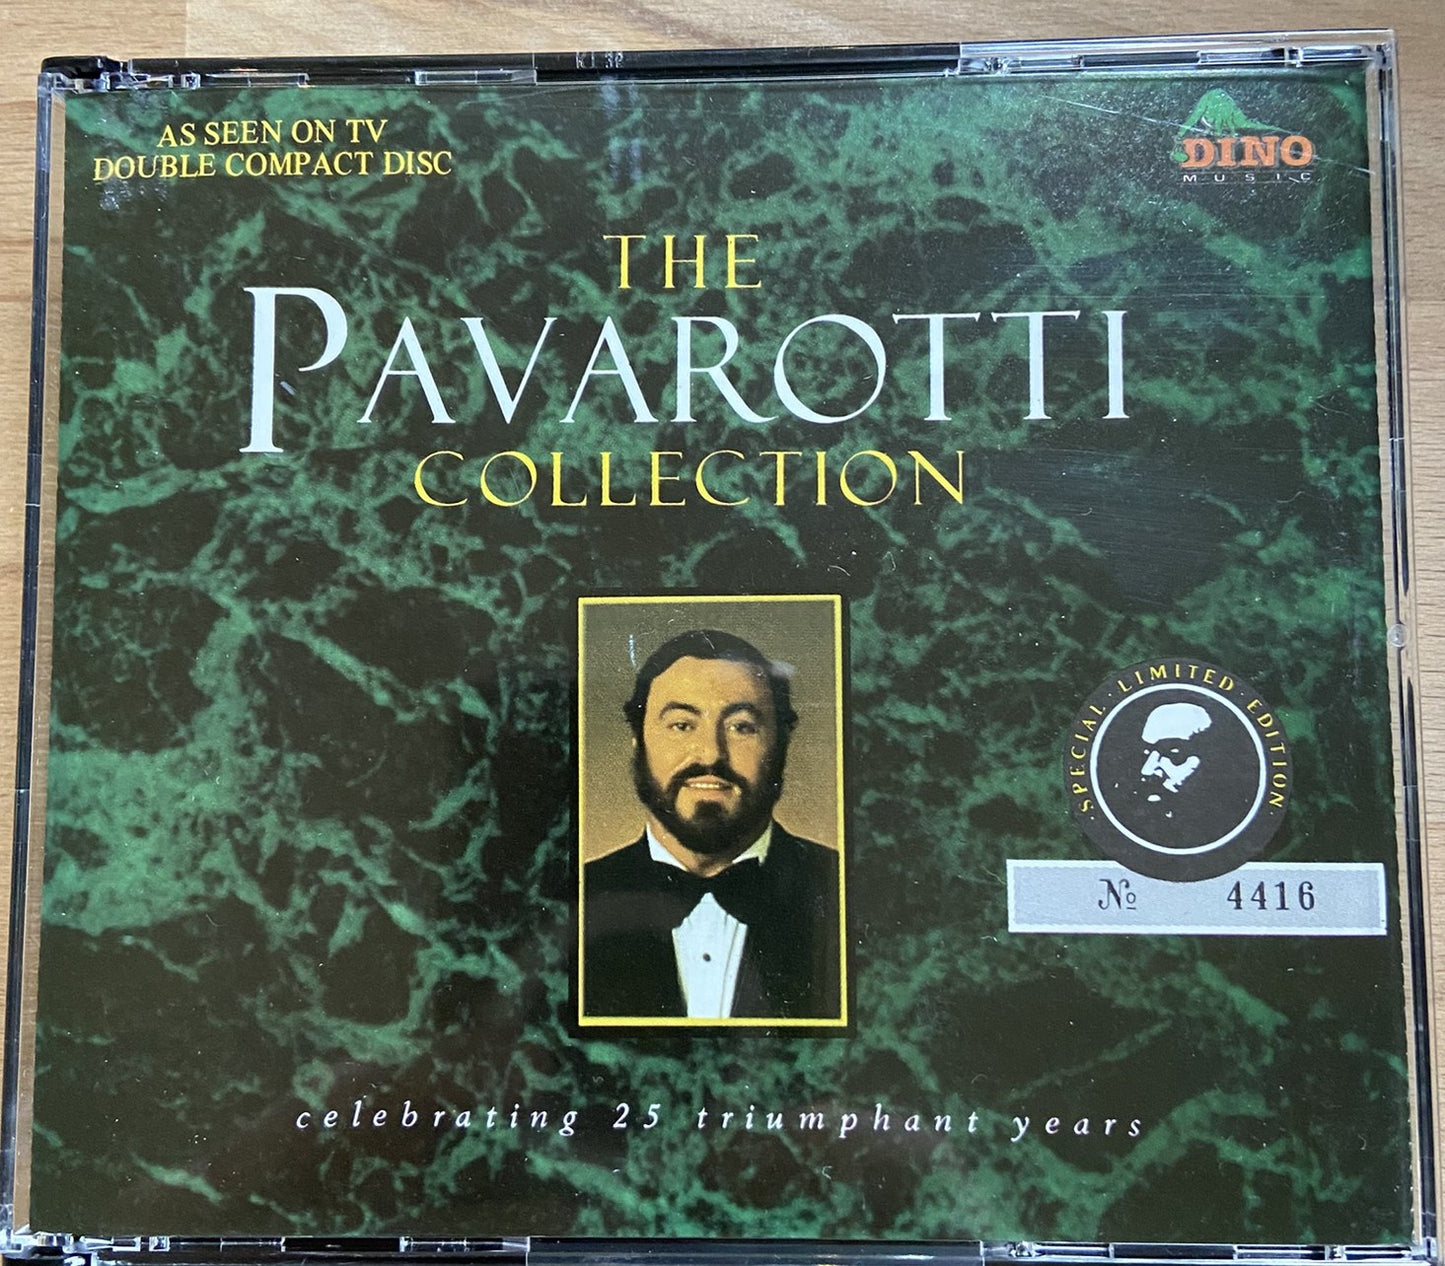 AS SEEN ON TV
DOUBLE COMPACT DISC
DINO
MUSIC
THE
PAVAROTTI
COLLECTION
SPECIAL · LIMITED · EDITION
№ 4416
celebrating 25 triumphant years